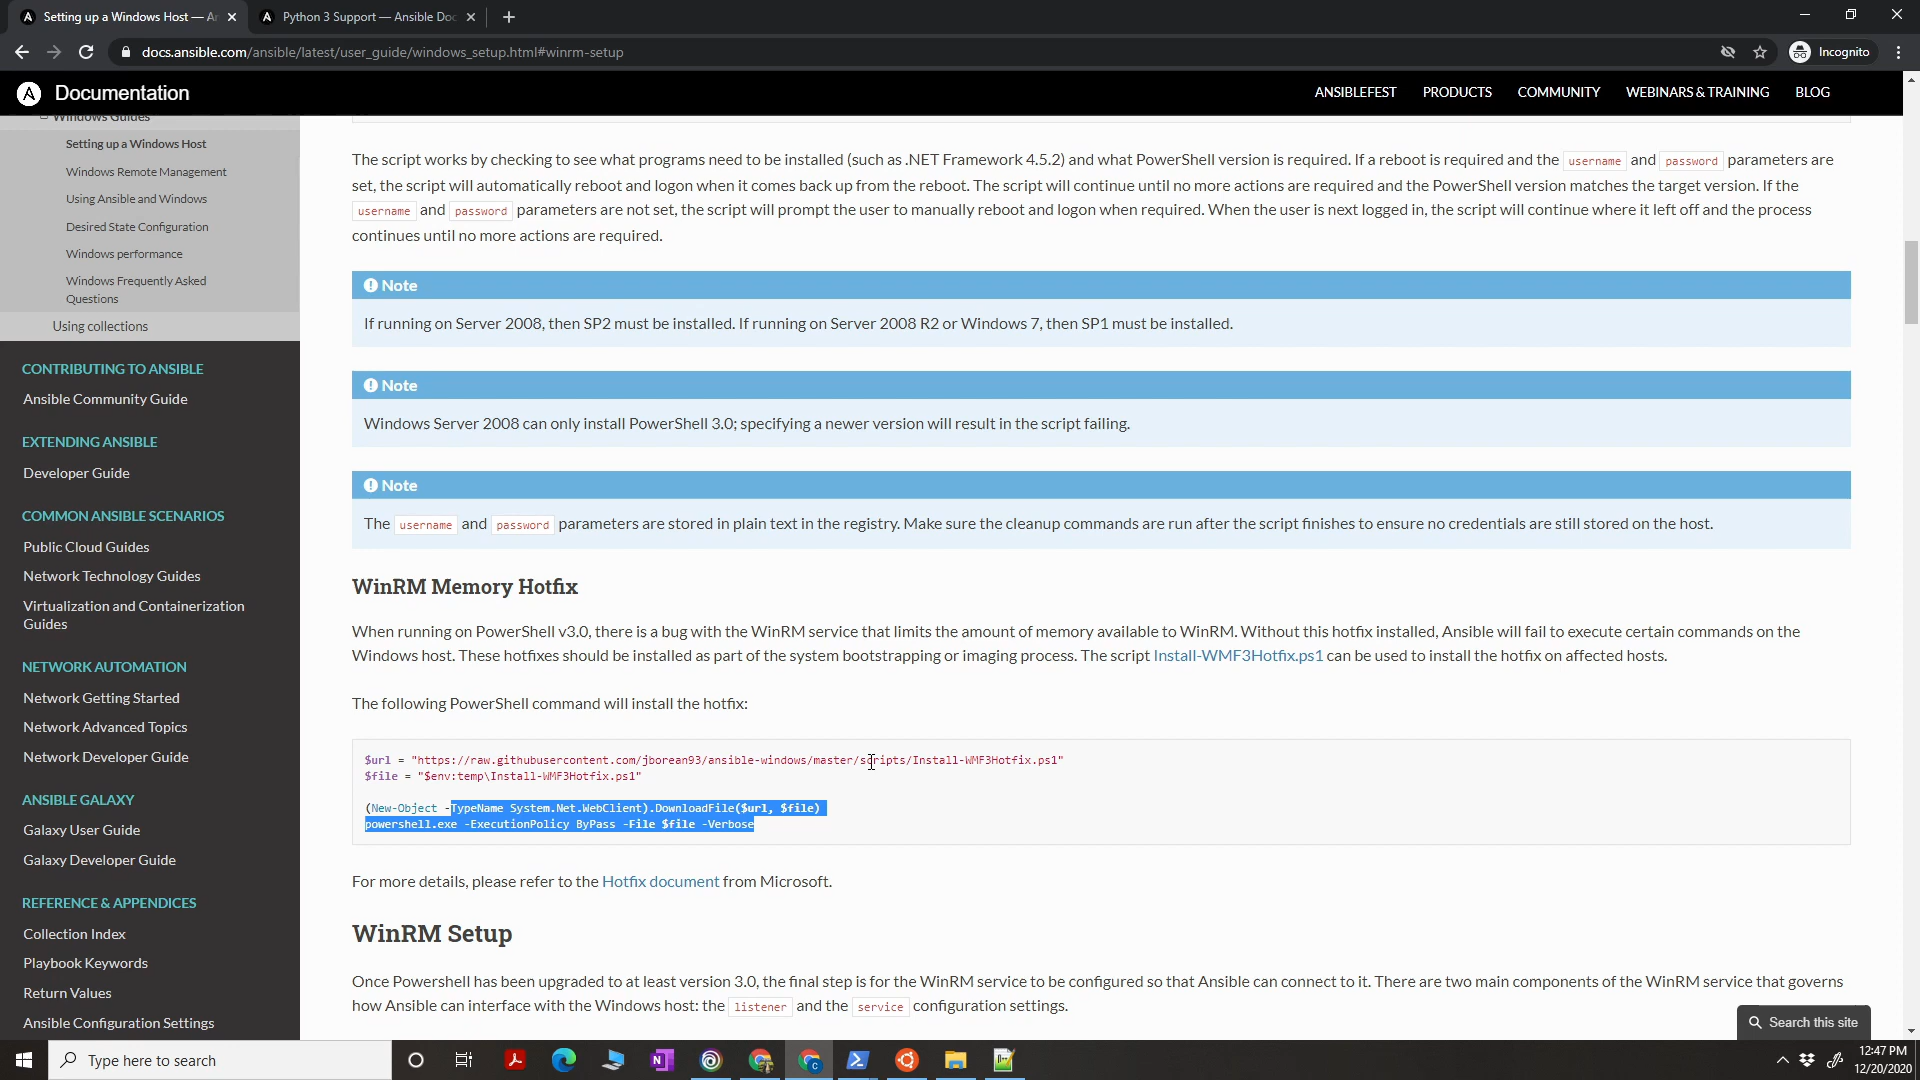 Setting up a Windows Host — Ar
Python 3 Support — Ansible Doc
docs.ansible.com/ansible/latest/user_guide/windows_setup.html#winrm-setup
Incognito
A Documentation
ANSIBLEFEST PRODUCTS COMMUNITY WEBINARS & TRAINING BLOG
Windows Guides
Setting up a Windows Host
Windows Remote Management
Using Ansible and Windows
Desired State Configuration
Windows performance
Windows Frequently Asked
Questions
Using collections
CONTRIBUTING TO ANSIBLE
Ansible Community Guide
EXTENDING ANSIBLE
Developer Guide
COMMON ANSIBLE SCENARIOS
Public Cloud Guides
Network Technology Guides
Virtualization and Containerization
Guides
NETWORK AUTOMATION
Network Getting Started
Network Advanced Topics
Network Developer Guide
ANSIBLE GALAXY
Galaxy User Guide
Galaxy Developer Guide
REFERENCE & APPENDICES
Collection Index
Playbook Keywords
Return Values
Ansible Configuration Settings
The script works by checking to see what programs need to be installed (such as .NET Framework 4.5.2) and what PowerShell version is required. If a reboot is required and the username and password parameters are
set, the script will automatically reboot and logon when it comes back up from the reboot. The script will continue until no more actions are required and the PowerShell version matches the target version. If the
username and password parameters are not set, the script will prompt the user to manually reboot and logon when required. When the user is next logged in, the script will continue where it left off and the process
continues until no more actions are required.
Note
If running on Server 2008, then SP2 must be installed. If running on Server 2008 R2 or Windows 7, then SP1 must be installed.
Note
Windows Server 2008 can only install PowerShell 3.0; specifying a newer version will result in the script failing.
Note
The username and password parameters are stored in plain text in the registry. Make sure the cleanup commands are run after the script finishes to ensure no credentials are still stored on the host.
WinRM Memory Hotfix
When running on PowerShell v3.0, there is a bug with the WinRM service that limits the amount of memory available to WinRM. Without this hotfix installed, Ansible will fail to execute certain commands on the
Windows host. These hotfixes should be installed as part of the system bootstrapping or imaging process. The script Install-WMF3Hotfix.ps1 can be used to install the hotfix on affected hosts.
The following PowerShell command will install the hotfix:
$url = "https://raw.githubusercontent.com/jborean93/ansible-windows/master/scripts/Install-WMF3Hotfix.ps1"
$file = "$env:temp\Install-WMF3Hotfix.ps1"
(New-Object -TypeName System.Net.WebClient).DownloadFile($url, $file)
powershell.exe -ExecutionPolicy ByPass -File $file -Verbose
For more details, please refer to the Hotfix document from Microsoft.
WinRM Setup
Once Powershell has been upgraded to at least version 3.0, the final step is for the WinRM service to be configured so that Ansible can connect to it. There are two main components of the WinRM service that governs
how Ansible can interface with the Windows host: the listener and the service configuration settings.
Search this site
Type here to search
12:47 PM
12/20/2020